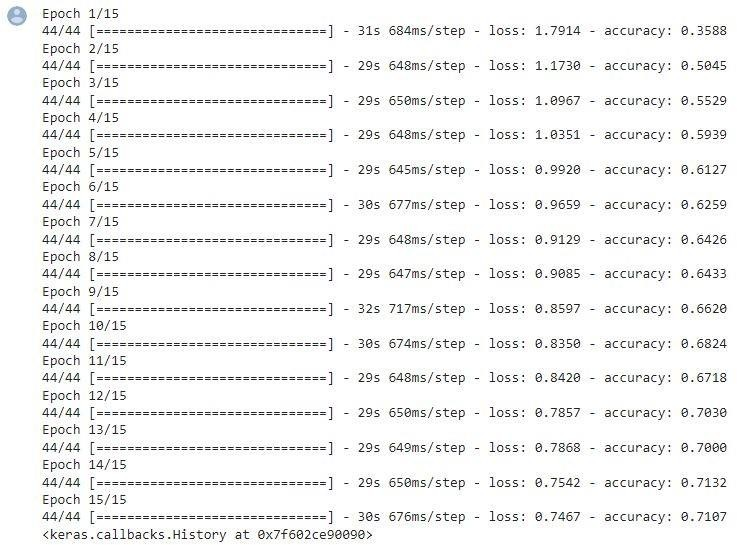 Epoch 1/15
44/44 [==============================] - 31s 684ms/step - loss: 1.7914 - accuracy: 0.3588
Epoch 2/15
44/44 [==============================] - 29s 648ms/step - loss: 1.1730 - accuracy: 0.5045
Epoch 3/15
44/44 [==============================] - 29s 650ms/step - loss: 1.0967 - accuracy: 0.5529
Epoch 4/15
44/44 [==============================] - 29s 648ms/step - loss: 1.0351 - accuracy: 0.5939
Epoch 5/15
44/44 [==============================] - 29s 645ms/step - loss: 0.9920 - accuracy: 0.6127
Epoch 6/15
44/44 [==============================] - 30s 677ms/step - loss: 0.9659 - accuracy: 0.6259
Epoch 7/15
44/44 [==============================] - 29s 648ms/step - loss: 0.9129 - accuracy: 0.6426
Epoch 8/15
44/44 [==============================] - 29s 647ms/step - loss: 0.9085 - accuracy: 0.6433
Epoch 9/15
44/44 [==============================] - 32s 717ms/step - loss: 0.8597 - accuracy: 0.6620
Epoch 10/15
44/44 [==============================] - 30s 674ms/step - loss: 0.8350 - accuracy: 0.6824
Epoch 11/15
44/44 [==============================] - 29s 648ms/step - loss: 0.8420 - accuracy: 0.6718
Epoch 12/15
44/44 [==============================] - 29s 650ms/step - loss: 0.7857 - accuracy: 0.7030
Epoch 13/15
44/44 [==============================] - 29s 649ms/step - loss: 0.7868 - accuracy: 0.7000
Epoch 14/15
44/44 [==============================] - 29s 650ms/step - loss: 0.7542 - accuracy: 0.7132
Epoch 15/15
44/44 [==============================] - 30s 676ms/step - loss: 0.7467 - accuracy: 0.7107
<keras.callbacks.History at 0x7f602ce90090>